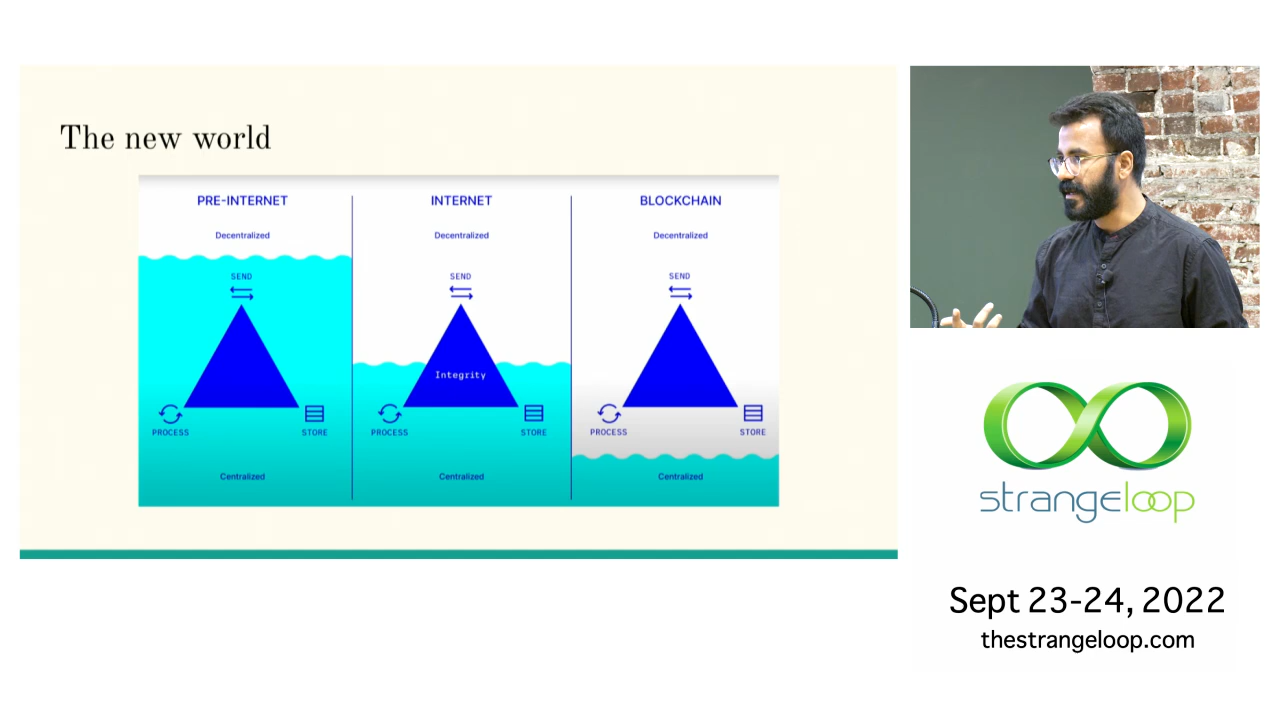 The new world
PRE-INTERNET
Decentralized
SEND
PROCESS
STORE
Centralized
INTERNET
Decentralized
SEND
Integrity
PROCESS
STORE
Centralized
BLOCKCHAIN
Decentralized
SEND
PROCESS
STORE
Centralized
strangeloop
Sept 23-24, 2022
thestrangeloop.com